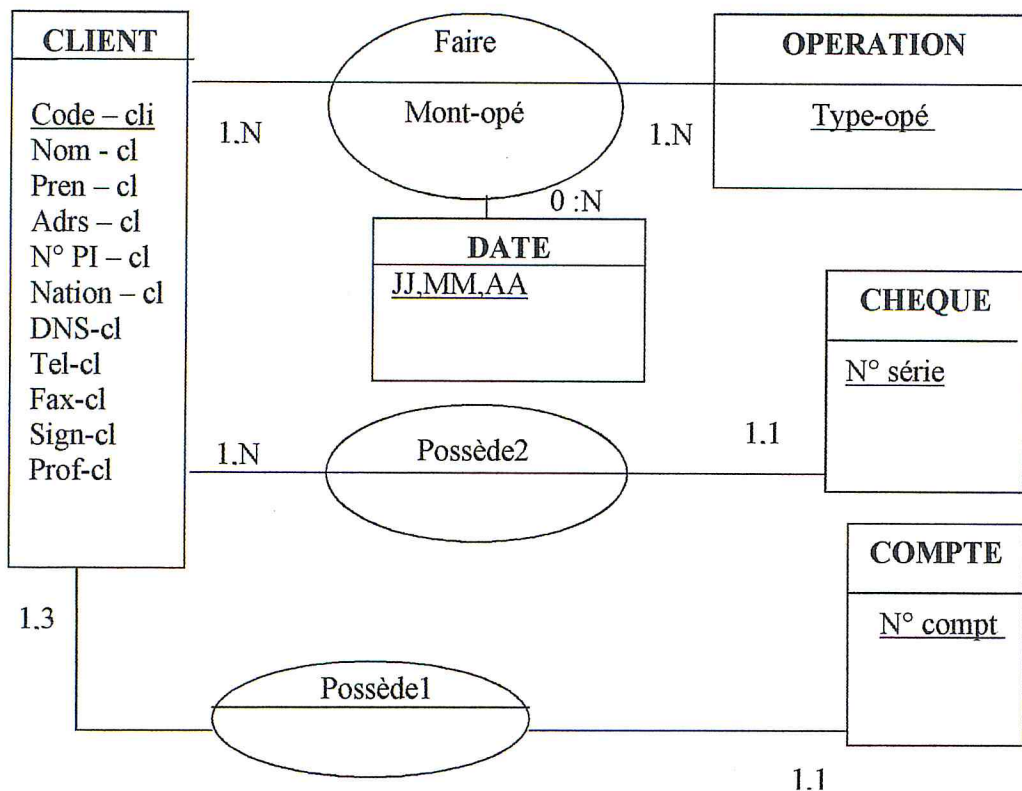 CLIENT
Code – cli
Nom - cl
Pren – cl
Adrs – cl
N° PI – cl
Nation – cl
DNS-cl
Tel-cl
Fax-cl
Sign-cl
Prof-cl
1.N
Faire
Mont-opé
1.N
OPERATION
Type-opé
0 :N
DATE
JJ,MM,AA
1.N
Possède2
1.1
CHEQUE
N° série
1.3
Possède1
1.1
COMPTE
N° compt